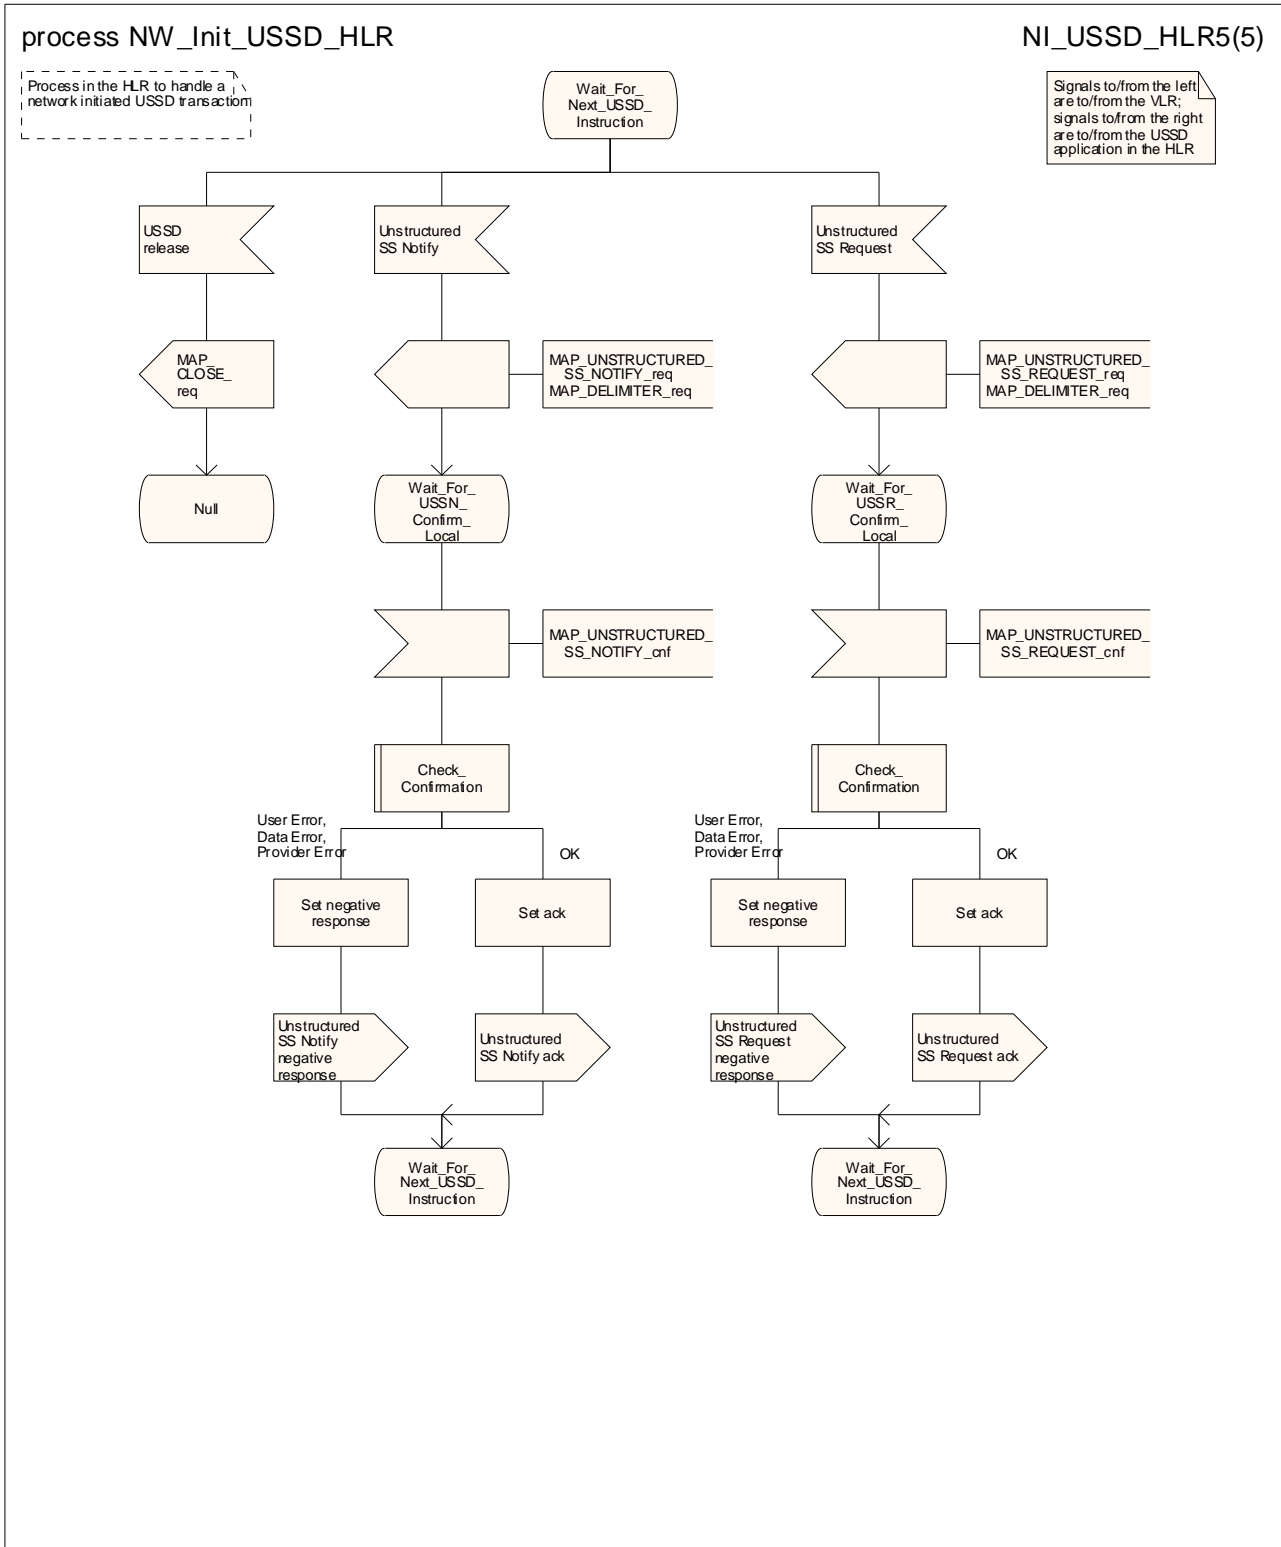 process NW_Init_USSD_HLR
NI_USSD_HLR5(5)
Process in the HLR to handle a
network initiated USSD transaction
Wait_For_
Next_USSD_
Instruction
Signals to/from the left
are to/from the VLR;
signals to/from the right
are to/from the USSD
application in the HLR
USSD
release
Unstructured
SS Notify
Unstructured
SS Request
MAP_
CLOSE_
req
MAP_UNSTRUCTURED_
SS_NOTIFY_req
MAP_DELIMITER_req
MAP_UNSTRUCTURED_
SS_REQUEST_req
MAP_DELIMITER_req
Null
Wait_For_
USSN_
Confirm_
Local
Wait_For_
USSR_
Confirm_
Local
MAP_UNSTRUCTURED_
SS_NOTIFY_cnf
MAP_UNSTRUCTURED_
SS_REQUEST_cnf
Check_
Confirmation
Check_
Confirmation
User Error,
Data Error,
Provider Error
OK
User Error,
Data Error,
Provider Error
OK
Set negative
response
Set ack
Set negative
response
Set ack
Unstructured
SS Notify
negative
response
Unstructured
SS Notify ack
Unstructured
SS Request
negative
response
Unstructured
SS Request ack
Wait_For_
Next_USSD_
Instruction
Wait_For_
Next_USSD_
Instruction